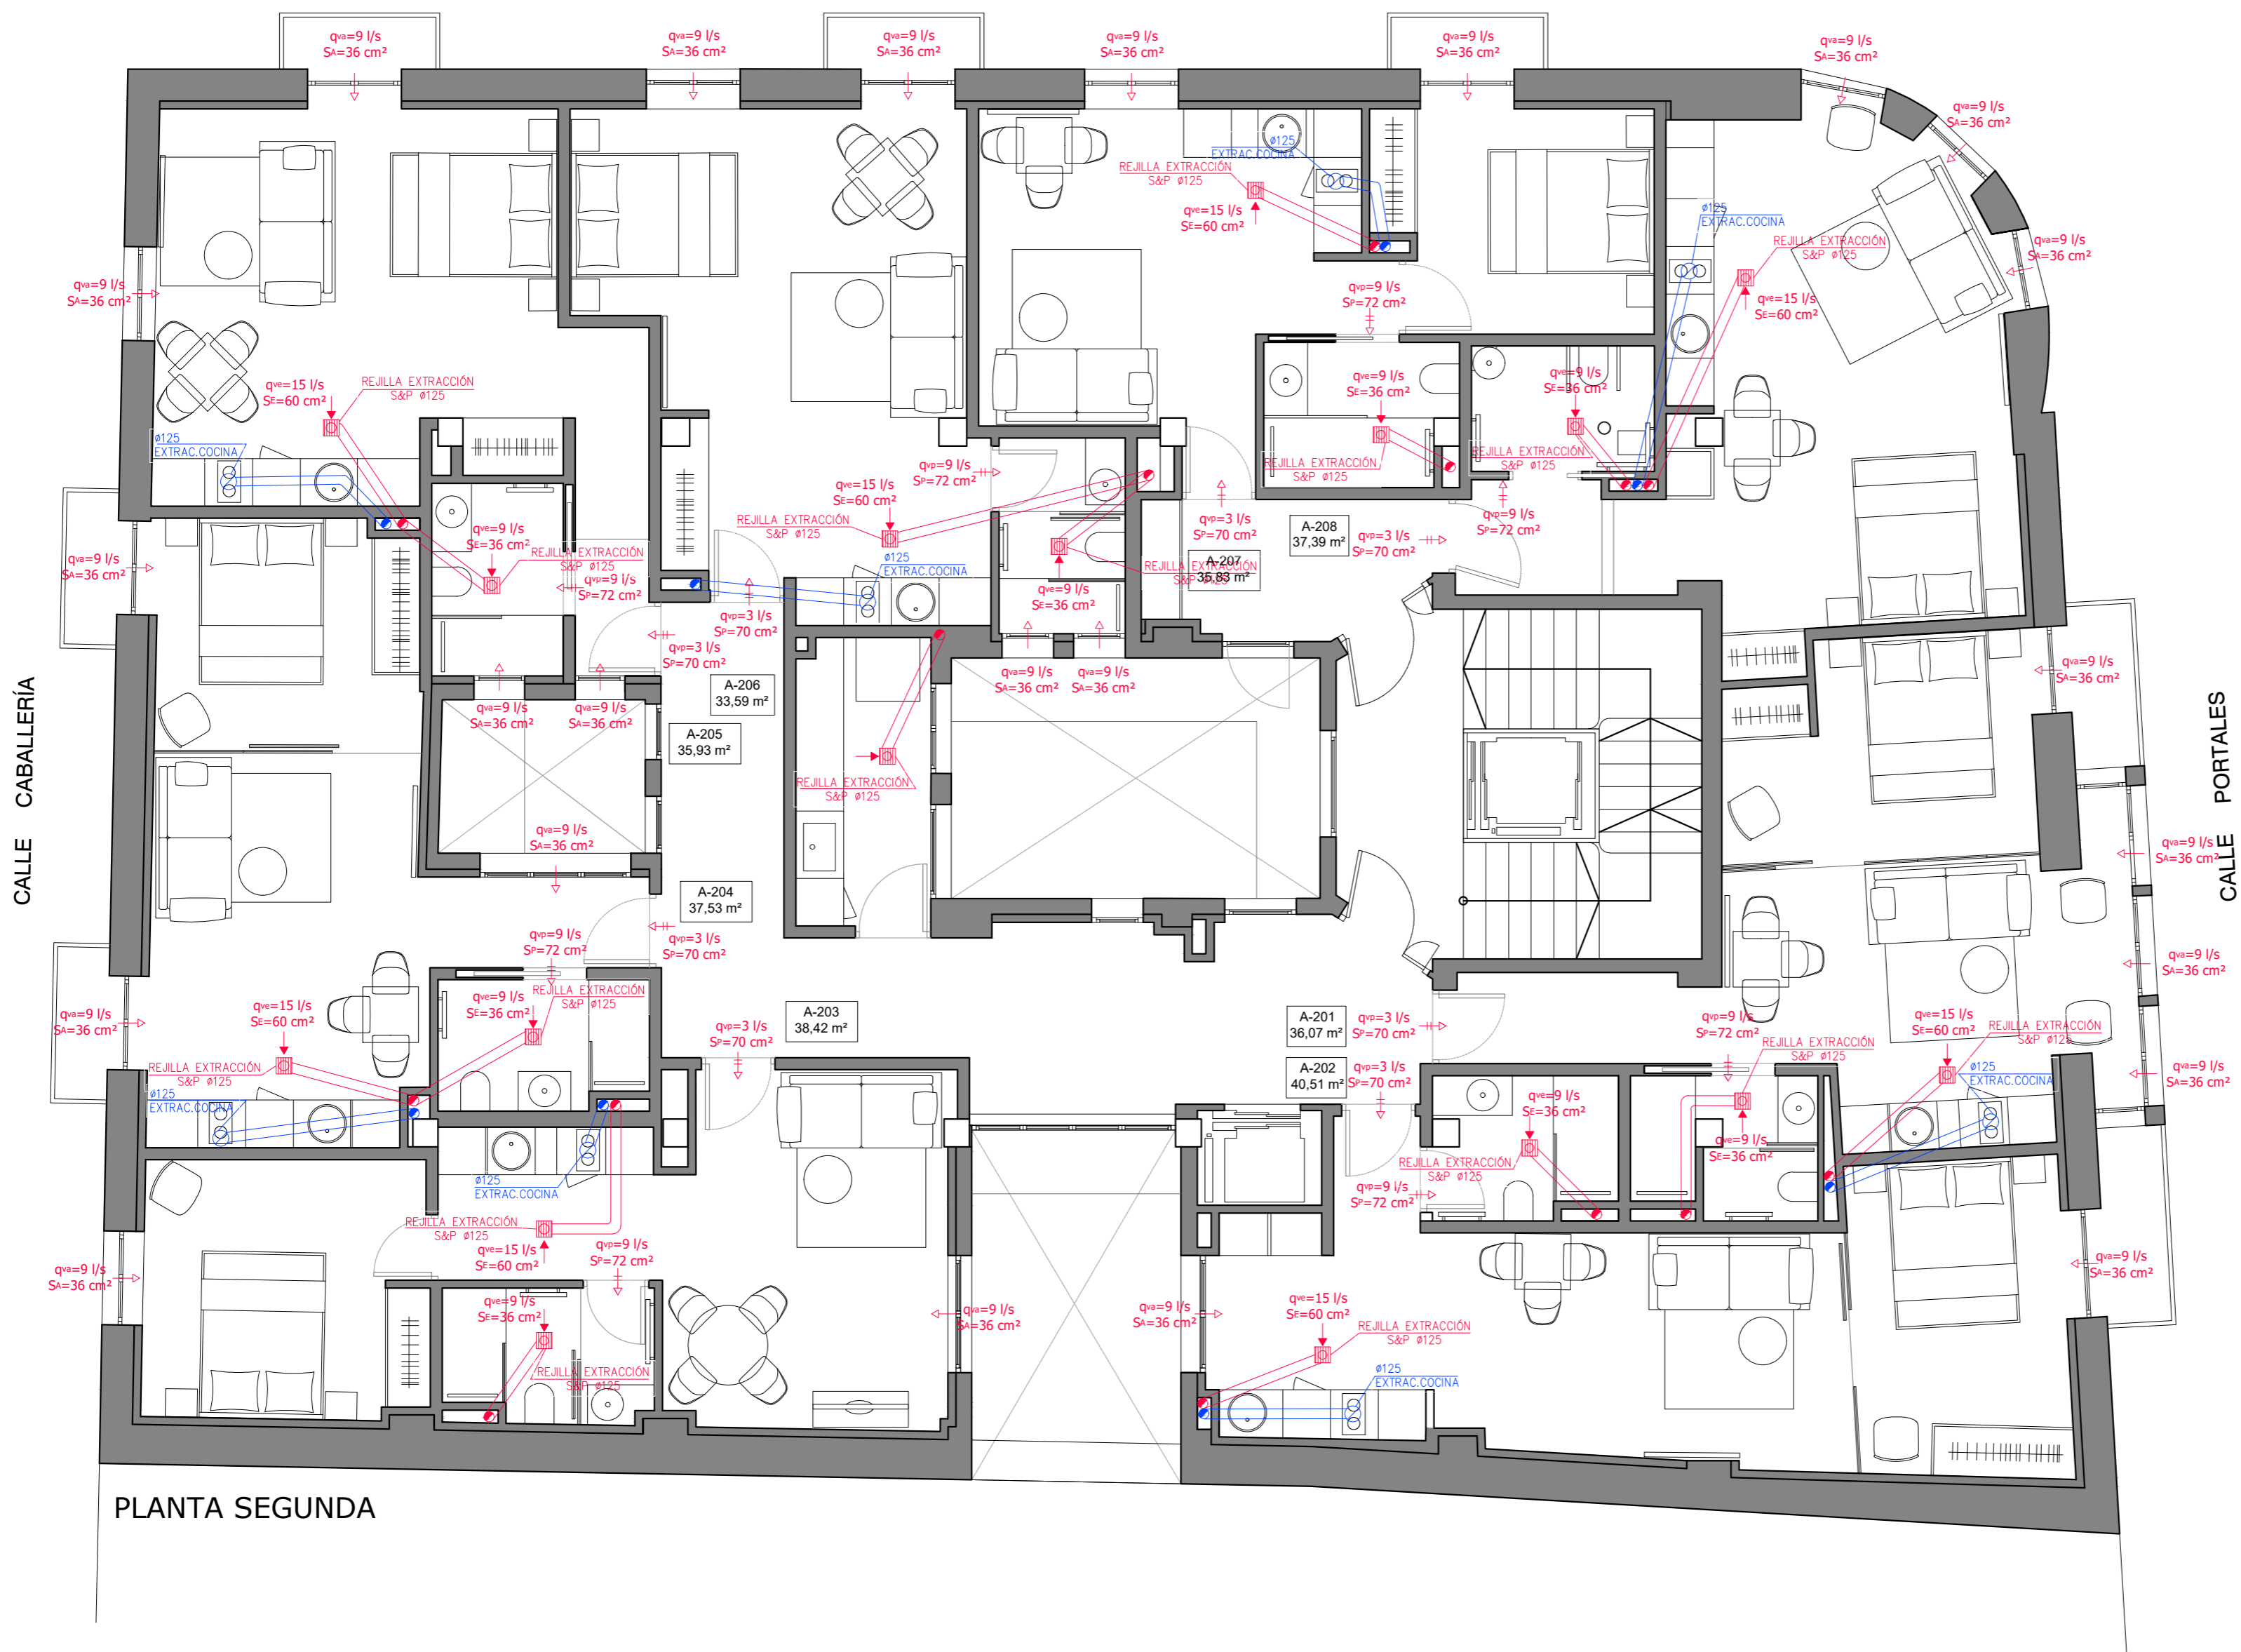 qva=9 l/s
SA=36 cm²
qva=9 l/s
SA=36 cm²
qva=9 l/s
SA=36 cm²
qva=9 l/s
SA=36 cm²
qva=9 l/s
SA=36 cm²
qva=9 l/s
SA=36 cm²
qva=9 l/s
SA=36 cm²
ø125
EXTRAC.COCINA
REJILLA EXTRACCIÓN
S&P ø125
qve=15 l/s
SE=60 cm²
ø125
EXTRAC.COCINA
REJILLA EXTRACCIÓN
S&P ø125
qva=9 l/s
SA=36 cm²
qva=9 l/s
SA=36 cm²
qvp=9 l/s
SP=72 cm²
qve=15 l/s
SE=60 cm²
qve=15 l/s
SE=60 cm²
REJILLA EXTRACCIÓN
S&P ø125
qve=9 l/s
SE=36 cm²
qve=9 l/s
SE=36 cm²
ø125
EXTRAC.COCINA
qvp=9 l/s
SP=72 cm²
REJILLA EXTRACCIÓN
S&P ø125
REJILLA EXTRACCIÓN
S&P ø125
qve=15 l/s
SE=60 cm²
REJILLA EXTRACCIÓN
S&P ø125
qve=9 l/s
SE=36 cm²
REJILLA EXTRACCIÓN
S&P ø125
qvp=3 l/s
SP=70 cm²
A-208
37,39 m²
qvp=3 l/s
SP=70 cm²
qvp=9 l/s
SP=72 cm²
qva=9 l/s
SA=36 cm²
ø125
EXTRAC.COCINA
REJILLA EXTRACCIÓN
S&P ø125
A-207
35,83 m²
qvp=9 l/s
SP=72 cm²
qve=9 l/s
SE=36 cm²
qvp=3 l/s
SP=70 cm²
qvp=3 l/s
SP=70 cm²
A-206
33,59 m²
qva=9 l/s
SA=36 cm²
qva=9 l/s
SA=36 cm²
qva=9 l/s
SA=36 cm²
qva=9 l/s
SA=36 cm²
qva=9 l/s
SA=36 cm²
CALLE CABALLERÍA
CALLE PORTALES
A-205
35,93 m²
REJILLA EXTRACCIÓN
S&P ø125
qva=9 l/s
SA=36 cm²
qva=9 l/s
SA=36 cm²
A-204
37,53 m²
qvp=9 l/s
SP=72 cm²
qvp=3 l/s
SP=70 cm²
qva=9 l/s
SA=36 cm²
REJILLA EXTRACCIÓN
S&P ø125
qve=9 l/s
SE=36 cm²
qve=15 l/s
SE=60 cm²
qva=9 l/s
SA=36 cm²
A-203
38,42 m²
qvp=3 l/s
SP=70 cm²
A-201
36,07 m²
qvp=3 l/s
SP=70 cm²
qvp=9 l/s
SP=72 cm²
qve=15 l/s
SE=60 cm²
REJILLA EXTRACCIÓN
S&P ø125
REJILLA EXTRACCIÓN
S&P ø125
REJILLA EXTRACCIÓN
S&P ø125
A-202
40,51 m²
qvp=3 l/s
SP=70 cm²
ø125
EXTRAC.COCINA
qva=9 l/s
SA=36 cm²
ø125
EXTRAC.COCINA
qve=9 l/s
SE=36 cm²
qve=9 l/s
SE=36 cm²
REJILLA EXTRACCIÓN
S&P ø125
qvp=9 l/s
SP=72 cm²
ø125
EXTRAC.COCINA
REJILLA EXTRACCIÓN
S&P ø125
qve=15 l/s
SE=60 cm²
qvp=9 l/s
SP=72 cm²
qva=9 l/s
SA=36 cm²
qva=9 l/s
SA=36 cm²
qve=9 l/s
SE=36 cm²
qva=9 l/s
SA=36 cm²
qva=9 l/s
SA=36 cm²
qve=15 l/s
SE=60 cm²
REJILLA EXTRACCIÓN
S&P ø125
REJILLA EXTRACCIÓN
S&P ø125
ø125
EXTRAC.COCINA
PLANTA SEGUNDA